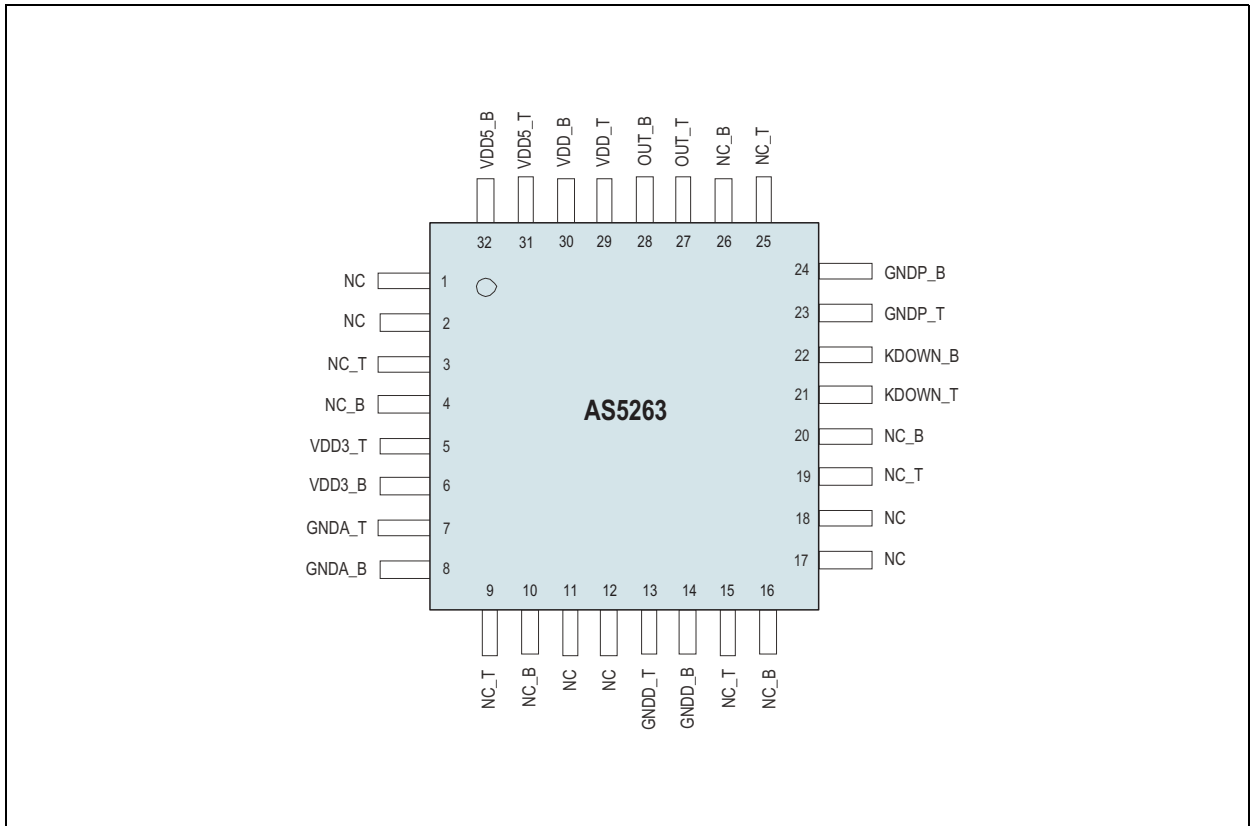 VDD5_B
VDD5_T
VDD_B
VDD_T
OUT_B
OUT_T
NC_B
NC_T
32
31
30
29
28
27
26
25
NC
1
NC
2
NC_T
3
NC_B
4
VDD3_T
5
VDD3_B
6
GNDA_T
7
GNDA_B
8
AS5263
24
GNDP_B
23
GNDP_T
22
KDOWN_B
21
KDOWN_T
20
NC_B
19
NC_T
18
NC
17
NC
9
10
11
12
13
14
15
16
NC_T
NC_B
NC
NC
GNDD_T
GNDD_B
NC_T
NC_B